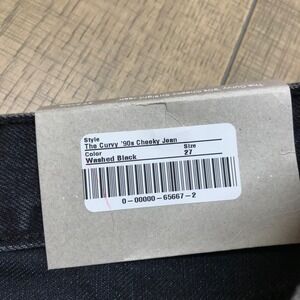 Style
The Curvy '90s Cheeky Jean
Color Size
Washed Black 27
0-00000-65667-2